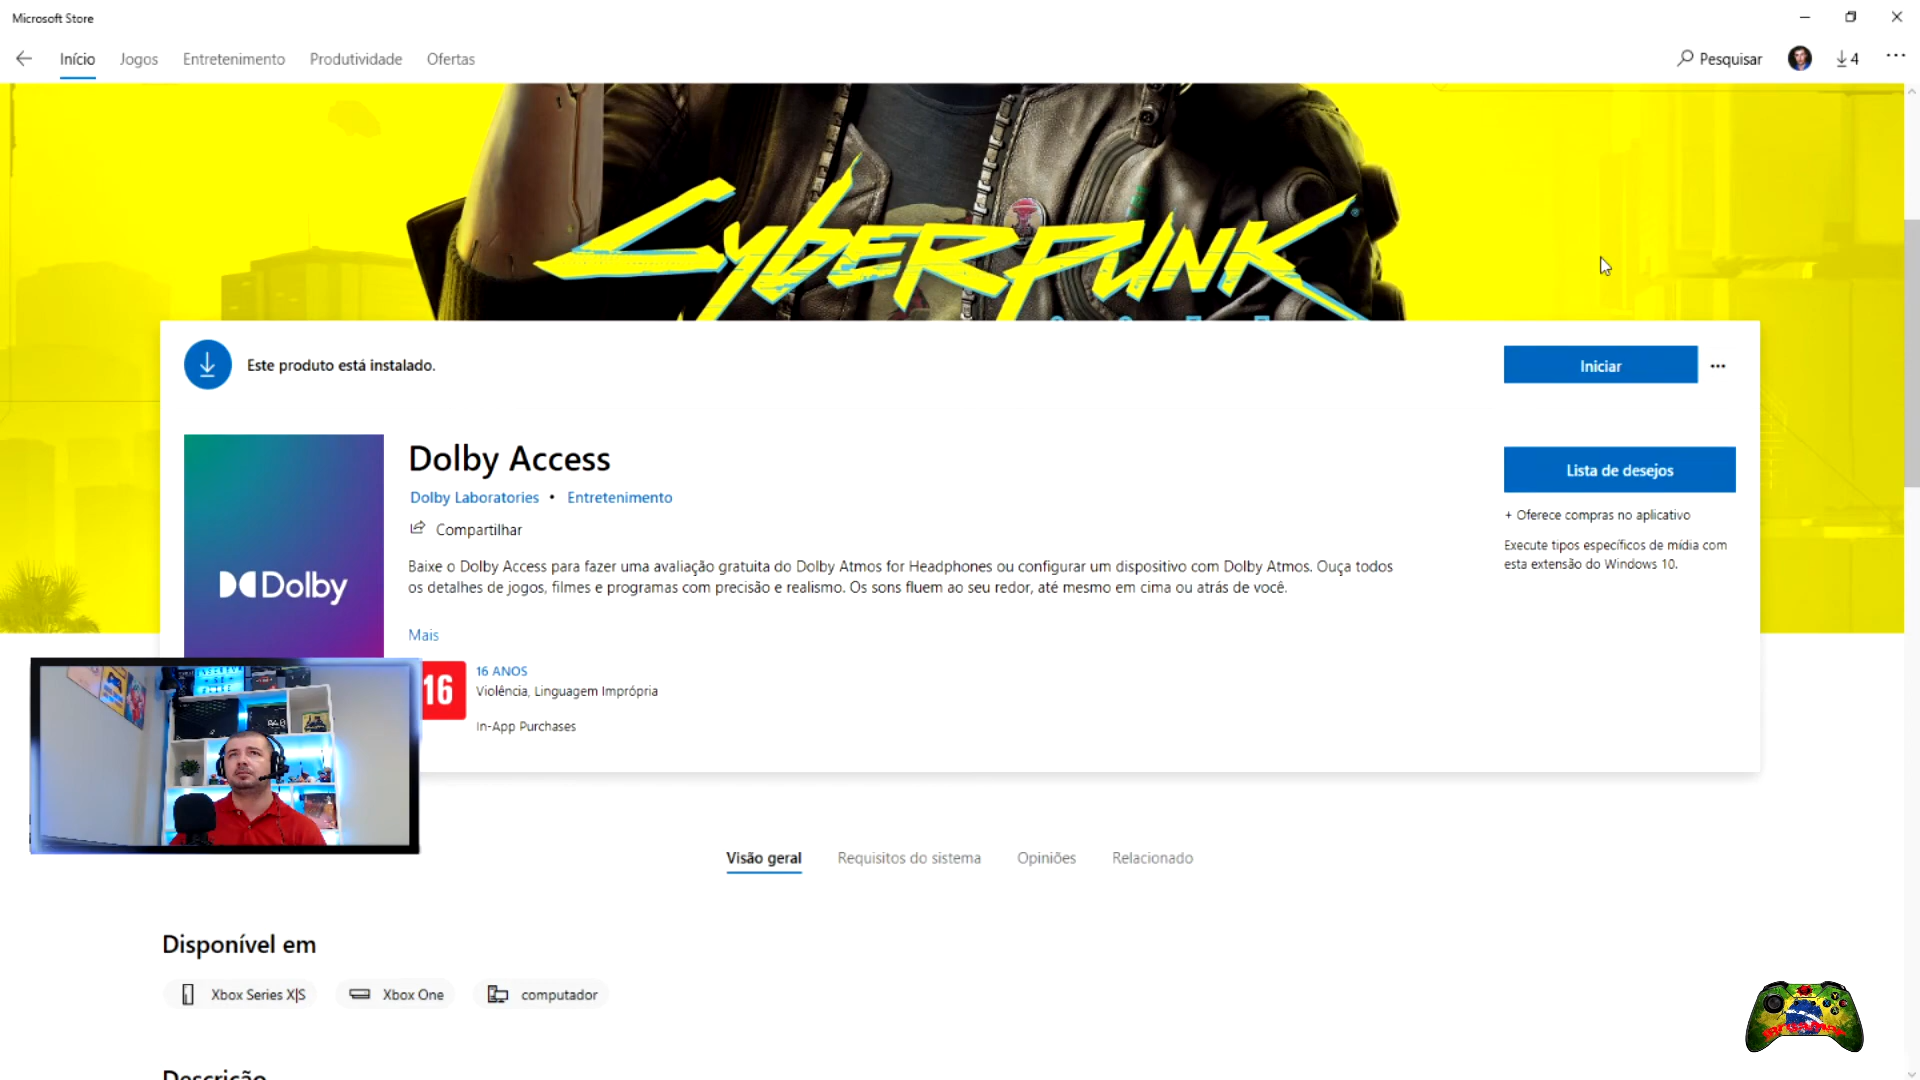 Microsoft Store
Início Jogos Entretenimento Produtividade Ofertas
Pesquisar 4
CYBERPUNK
Este produto está instalado.
Iniciar
Dolby Access
Lista de desejos
Dolby Laboratories • Entretenimento
+ Oferece compras no aplicativo
Compartilhar
Execute tipos específicos de mídia com
esta extensão do Windows 10.
Baixe o Dolby Access para fazer uma avaliação gratuita do Dolby Atmos for Headphones ou configurar um dispositivo com Dolby Atmos. Ouça todos
os detalhes de jogos, filmes e programas com precisão e realismo. Os sons fluem ao seu redor, até mesmo em cima ou atrás de você.
Dolby
Mais
16
16 ANOS
Violência, Linguagem Imprópria
In-App Purchases
Visão geral Requisitos do sistema Opiniões Relacionado
Disponível em
Xbox Series X|S Xbox One computador
Descrição